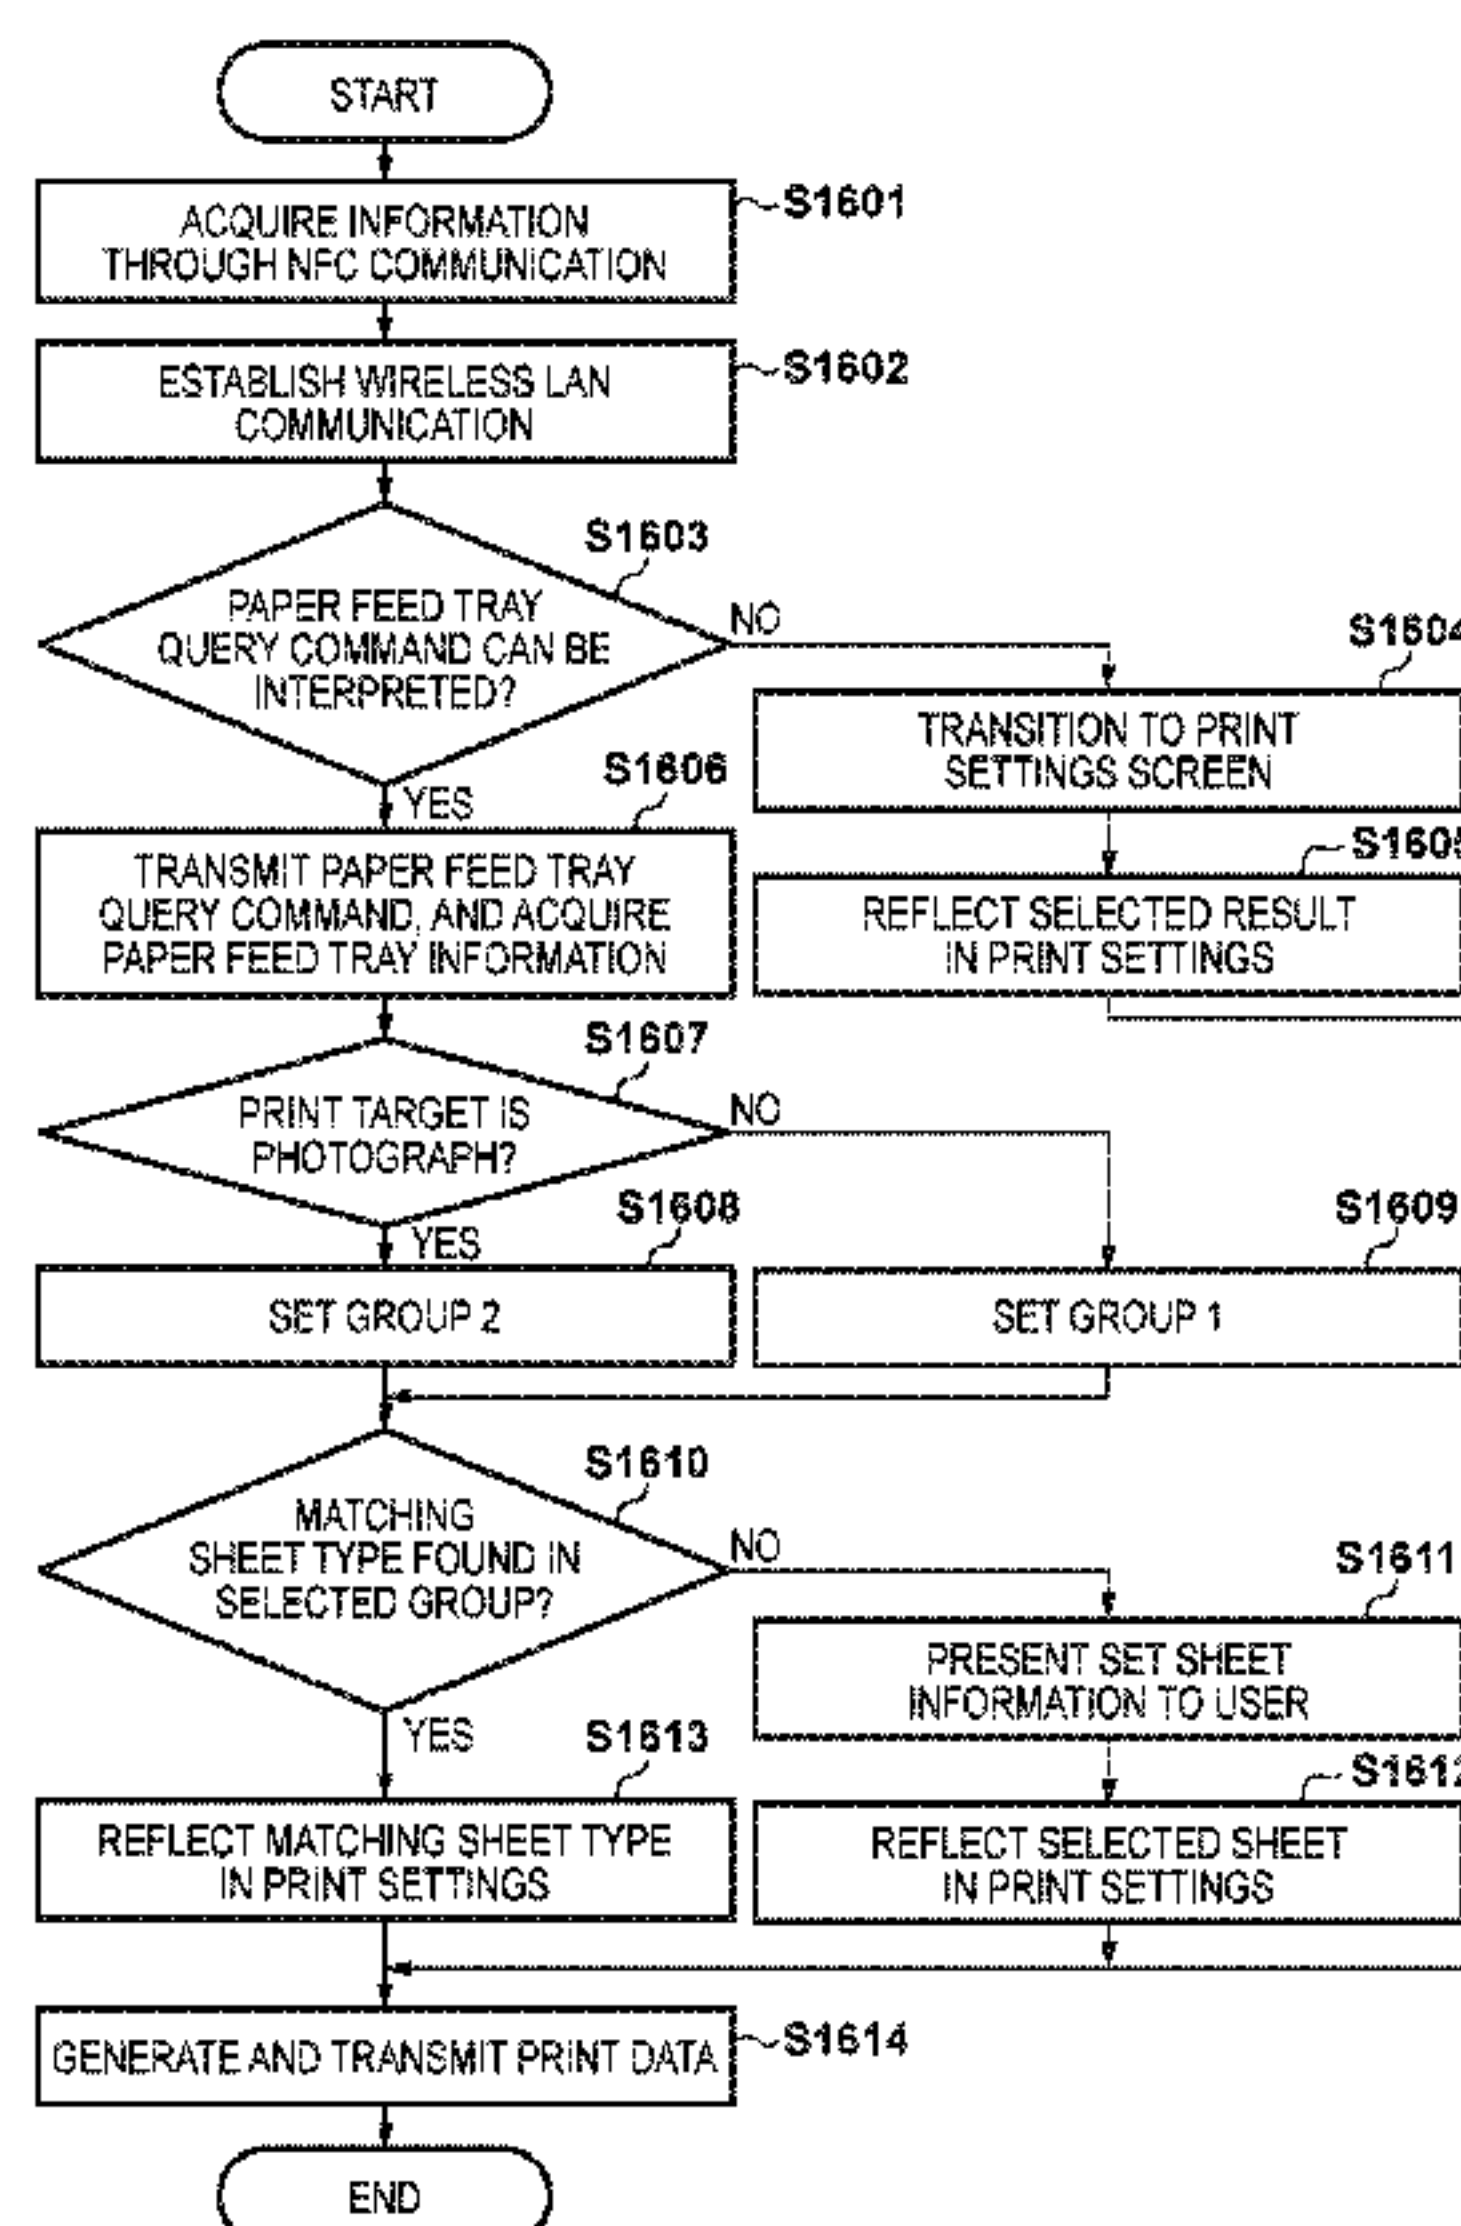 START
ACQUIRE INFORMATION
THROUGH NFC COMMUNICATION
S1601
ESTABLISH WIRELESS LAN
COMMUNICATION
S1602
S1603
PAPER FEED TRAY
QUERY COMMAND CAN BE
INTERPRETED?
NO
YES
S1604
TRANSITION TO PRINT
SETTINGS SCREEN
S1605
REFLECT SELECTED RESULT
IN PRINT SETTINGS
S1606
TRANSMIT PAPER FEED TRAY
QUERY COMMAND, AND ACQUIRE
PAPER FEED TRAY INFORMATION
S1607
PRINT TARGET IS
PHOTOGRAPH?
NO
YES
S1608
SET GROUP 2
S1609
SET GROUP 1
S1610
MATCHING
SHEET TYPE FOUND IN
SELECTED GROUP?
NO
YES
S1611
PRESENT SET SHEET
INFORMATION TO USER
S1612
REFLECT SELECTED SHEET
IN PRINT SETTINGS
S1613
REFLECT MATCHING SHEET TYPE
IN PRINT SETTINGS
GENERATE AND TRANSMIT PRINT DATA
S1614
END